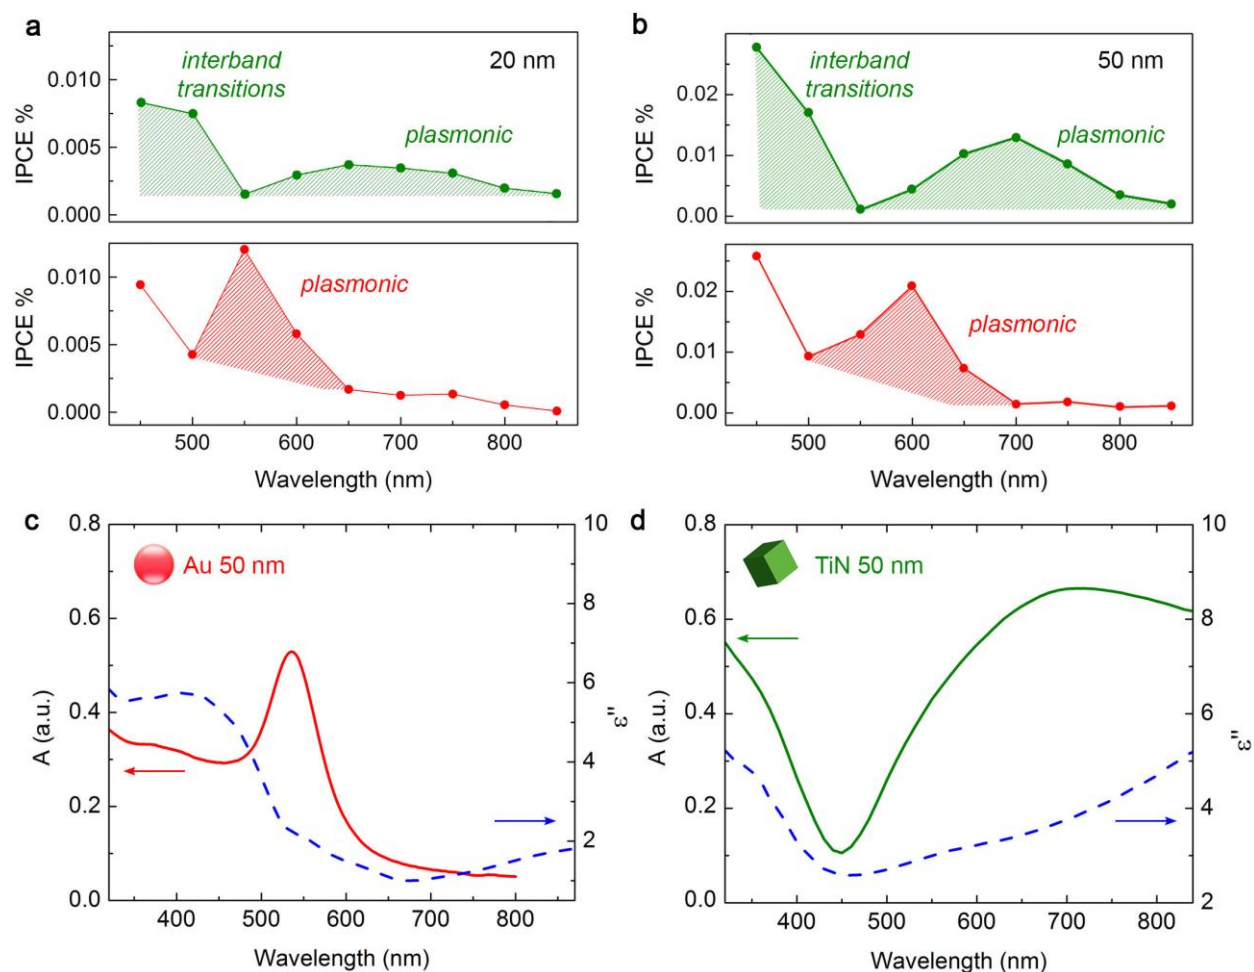 a
interband
transitions
20 nm
plasmonic
IPCE %
0.010
0.005
0.000
plasmonic
IPCE %
0.010
0.005
0.000
500 600 700 800
Wavelength (nm)
b
interband
transitions
50 nm
plasmonic
IPCE %
0.02
0.01
0.00
plasmonic
IPCE %
0.02
0.01
0.00
500 600 700 800
Wavelength (nm)
c
Au 50 nm
A (a.u.)
0.8
0.6
0.4
0.2
0.0
10
8
6
4
2
ε"
400 500 600 700 800
Wavelength (nm)
d
TiN 50 nm
A (a.u.)
0.8
0.6
0.4
0.2
0.0
10
8
6
4
2
ε"
400 500 600 700 800
Wavelength (nm)